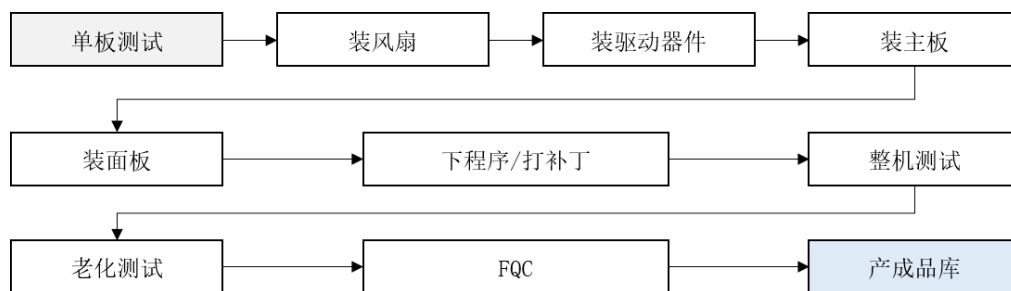 单板测试
装风扇
装驱动器件
装主板
装面板
下程序/打补丁
整机测试
老化测试
FQC
产成品库